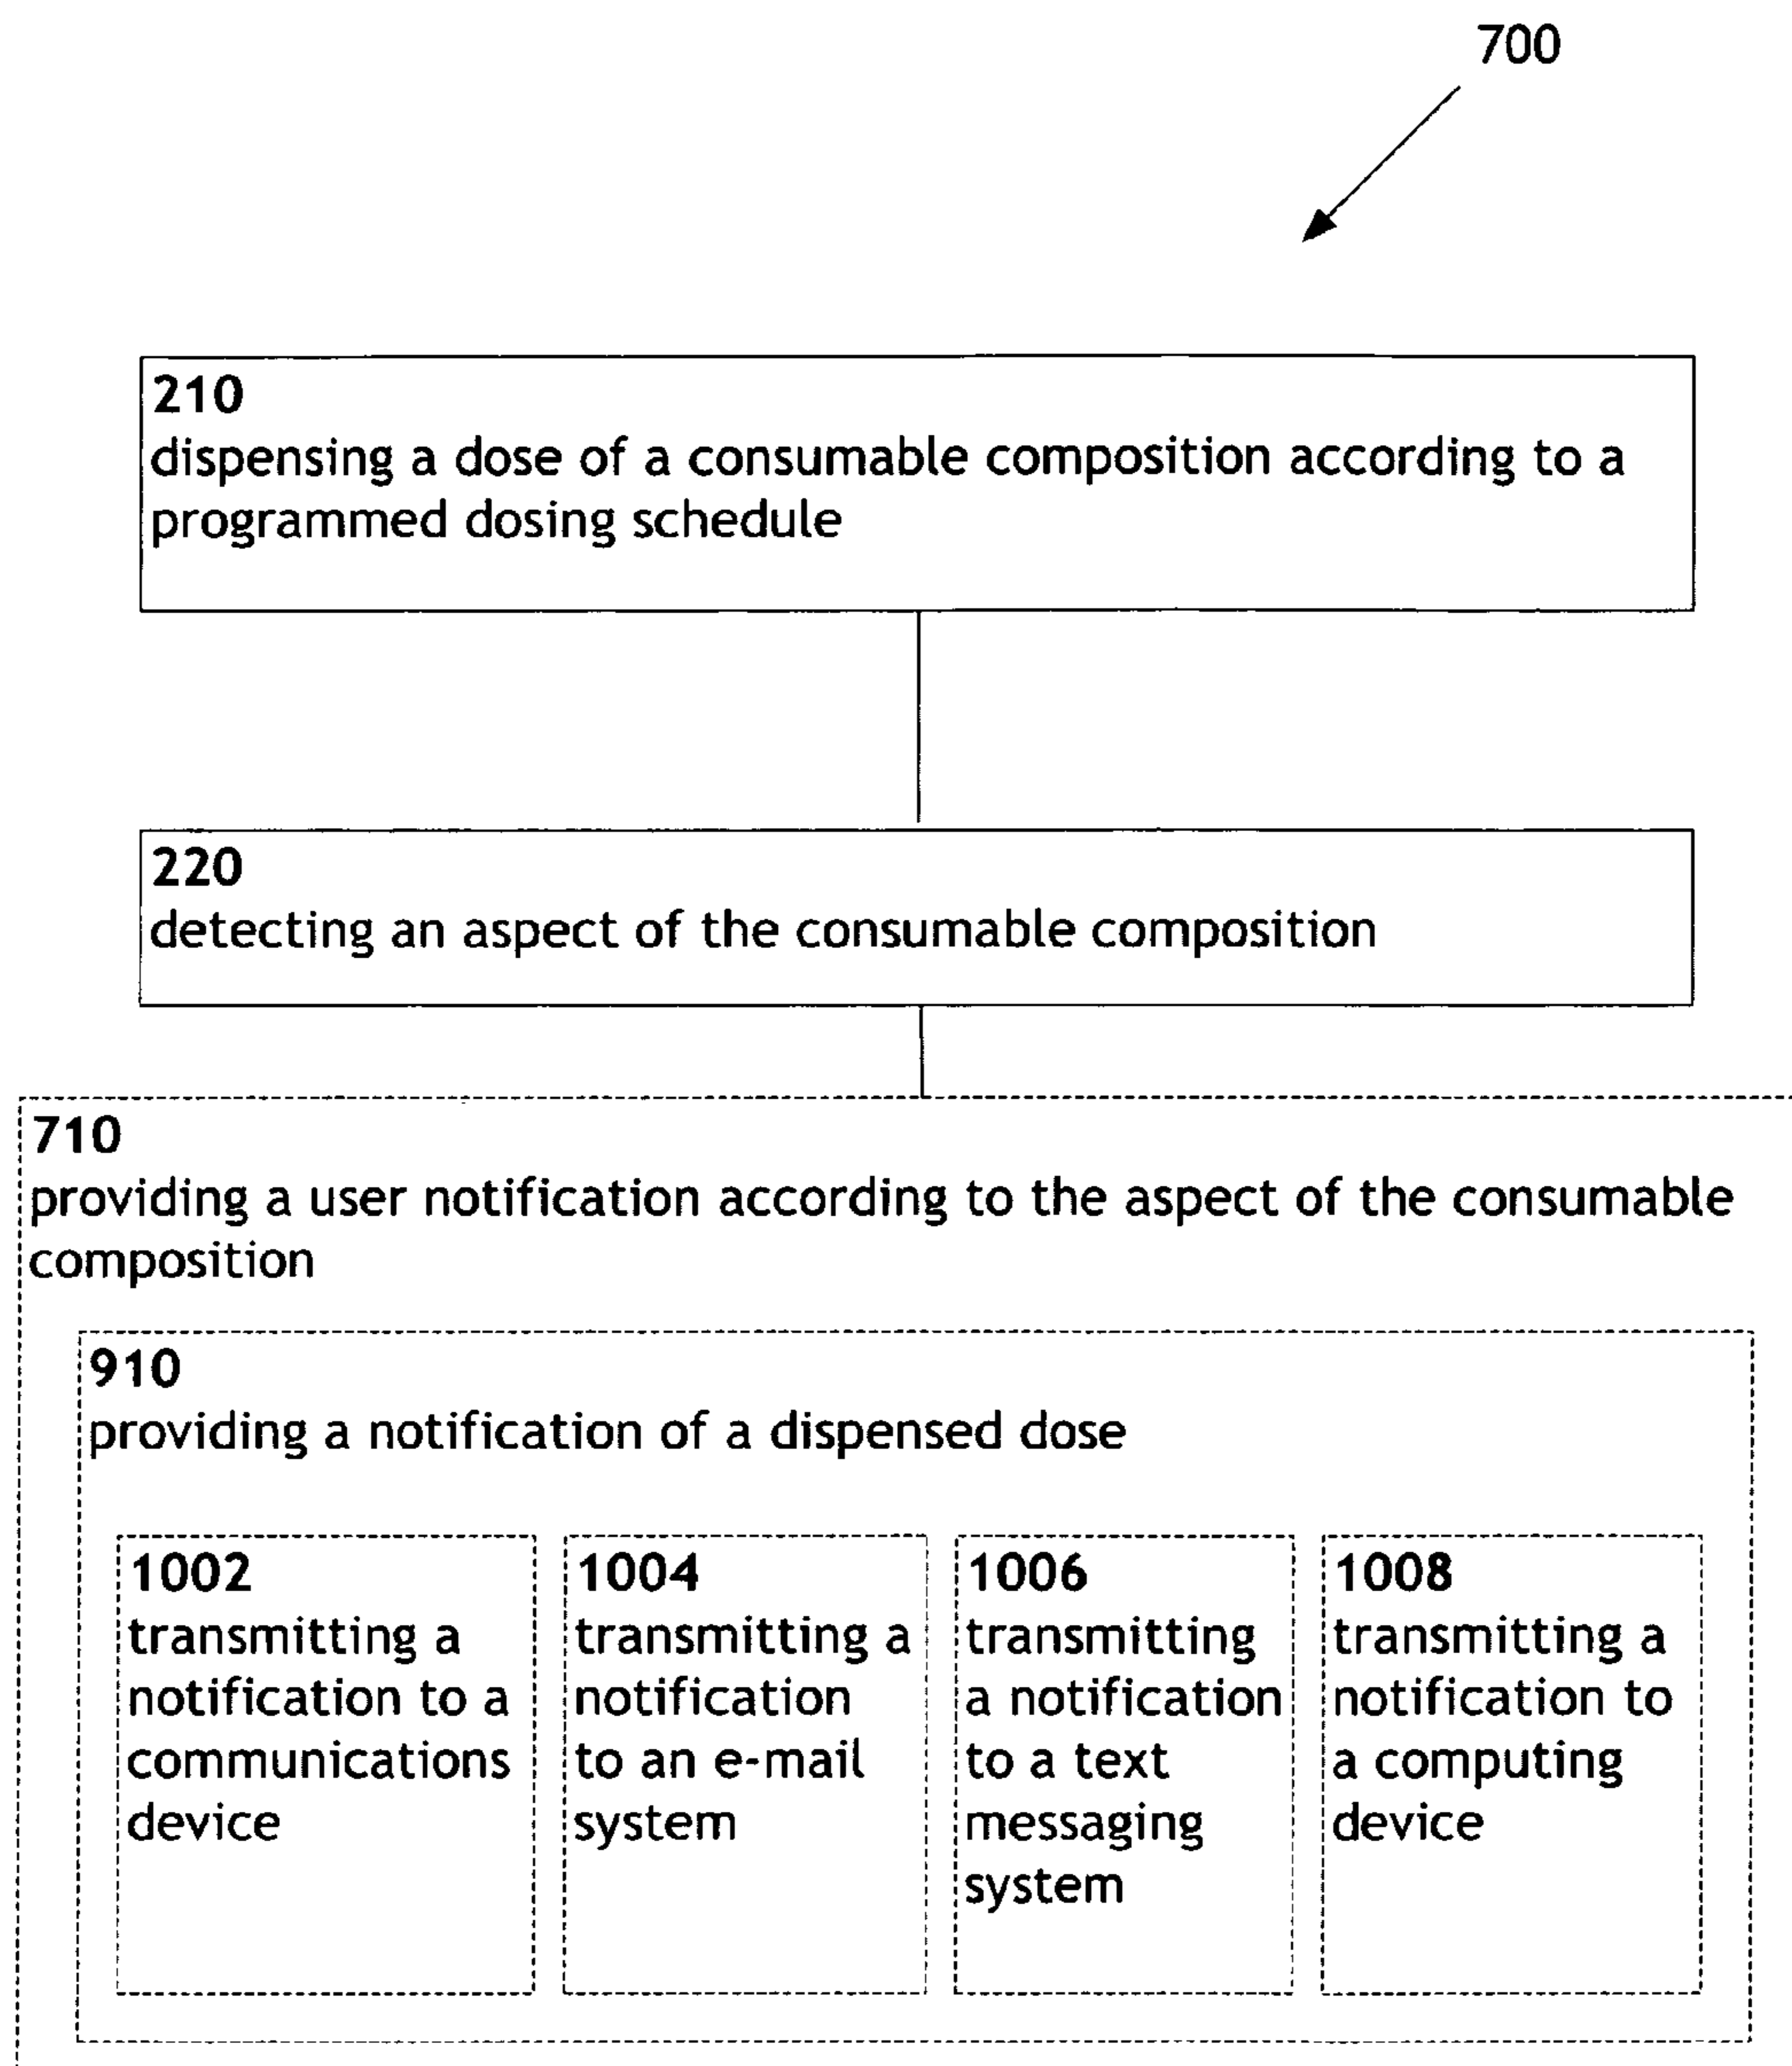 700
210
dispensing a dose of a consumable composition according to a
programmed dosing schedule
220
detecting an aspect of the consumable composition
710
providing a user notification according to the aspect of the consumable
composition
910
providing a notification of a dispensed dose
1002
transmitting a
notification to a
communications
device
1004
transmitting a
notification
to an e-mail
system
1006
transmitting
a notification
to a text
messaging
system
1008
transmitting a
notification to
a computing
device